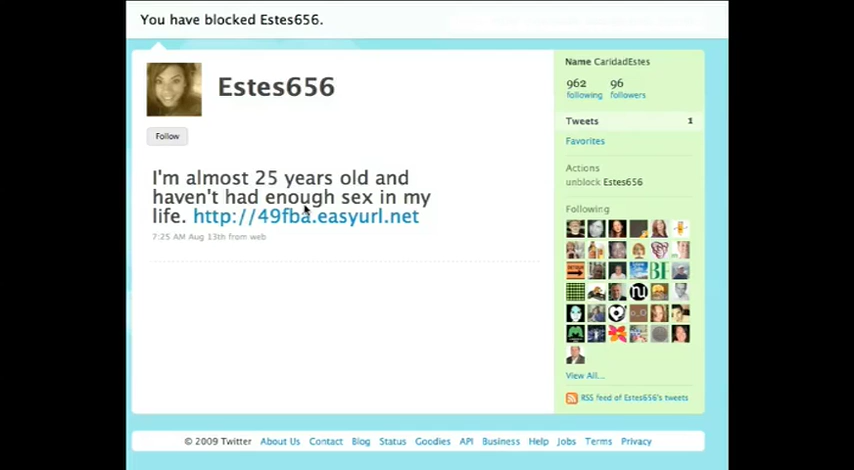 You have blocked Estes656.
Estes656
Follow
I'm almost 25 years old and
haven't had enough sex in my
life. http://49fba.easyurl.net
7:25 AM Aug 13th from web
Name CaridadEstes
962 96
following followers
Tweets 1
Favorites
Actions
unblock Estes656
Following
View All...
RSS feed of Estes656's tweets
© 2009 Twitter About Us Contact Blog Status Goodies API Business Help Jobs Terms Privacy